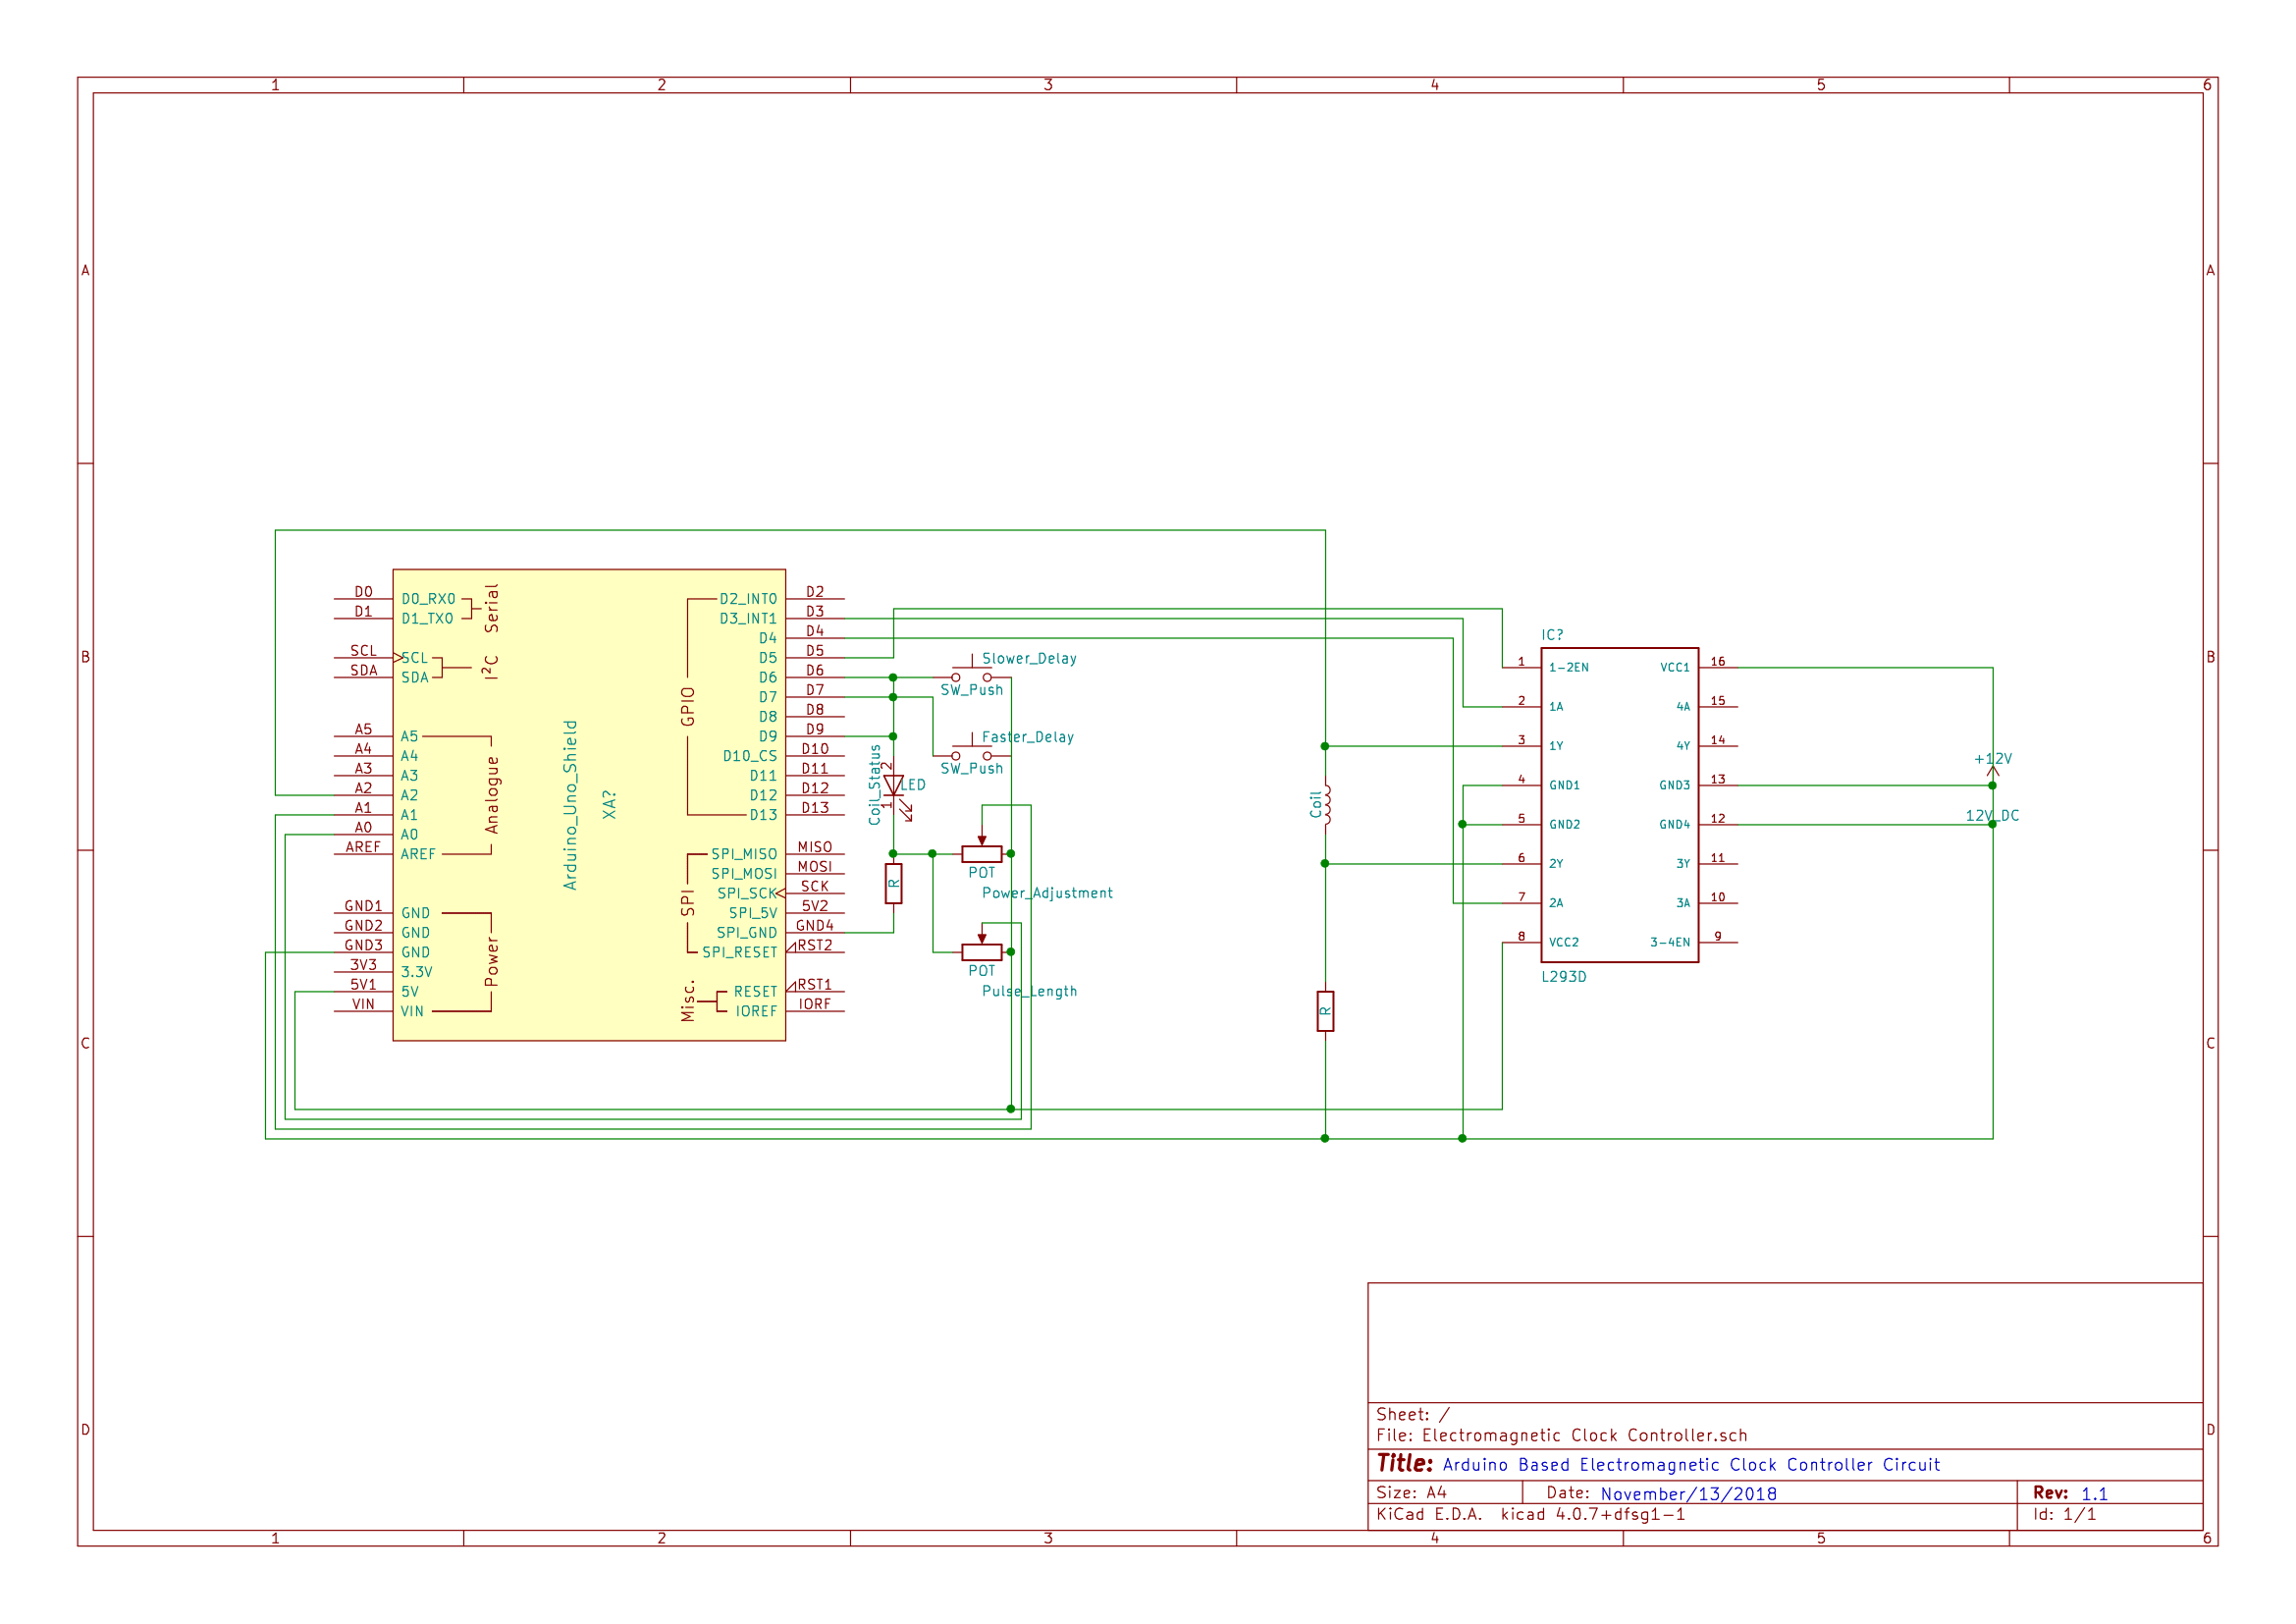 1 2 3 4 5 6
A A
B B
C C
D D
1 2 3 4 5 6
Arduino_Uno_Shield
XA?
D0 D0_RX0
D1 D1_TX0
Serial
SCL SCL
SDA SDA
I²C
A5 A5
A4 A4
A3 A3
A2 A2
A1 A1
A0 A0
AREF AREF
Analogue
GND1 GND
GND2 GND
GND3 GND
3V3 3.3V
5V1 5V
VIN VIN
Power
D2_INT0 D2
D3_INT1 D3
D4 D4
D5 D5
D6 D6
D7 D7
D8 D8
D9 D9
D10_CS D10
D11 D11
D12 D12
D13 D13
GPIO
SPI_MISO MISO
SPI_MOSI MOSI
SPI_SCK SCK
SPI_5V 5V2
SPI_GND GND4
SPI_RESET RST2
SPI
RESET RST1
IOREF IORF
Misc.
Slower_Delay
SW_Push
Faster_Delay
SW_Push
Coil_Status
2
LED
1
R
POT
Power_Adjustment
POT
Pulse_Length
Coil
R
IC?
1 1-2EN VCC1 16
2 1A 4A 15
3 1Y 4Y 14
4 GND1 GND3 13
5 GND2 GND4 12
6 2Y 3Y 11
7 2A 3A 10
8 VCC2 3-4EN 9
L293D
+12V
12V_DC
Sheet: /
File: Electromagnetic Clock Controller.sch
Title: Arduino Based Electromagnetic Clock Controller Circuit
Size: A4 Date: November/13/2018 Rev: 1.1
KiCad E.D.A. kicad 4.0.7+dfsg1-1 Id: 1/1